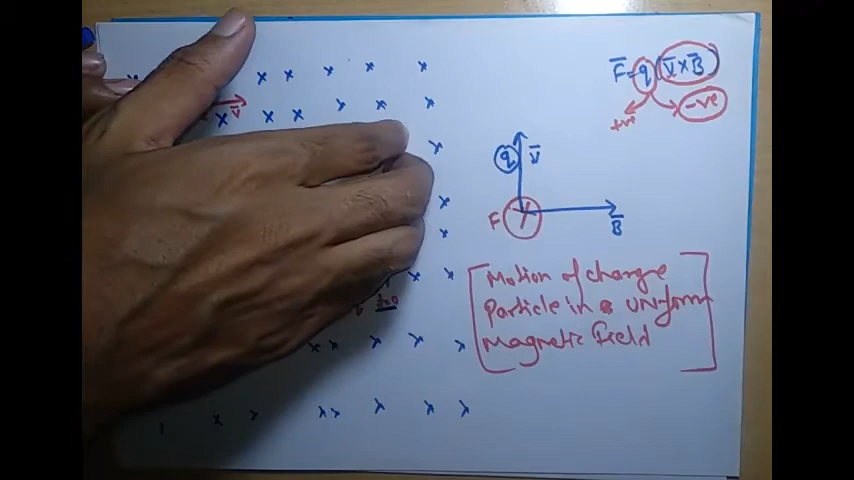 F̅=q(V̅×B̅)
+ve
-ve
V̅
q
V̅
F
B̅
Motion of charge
Particle in a uniform
Magnetic Field